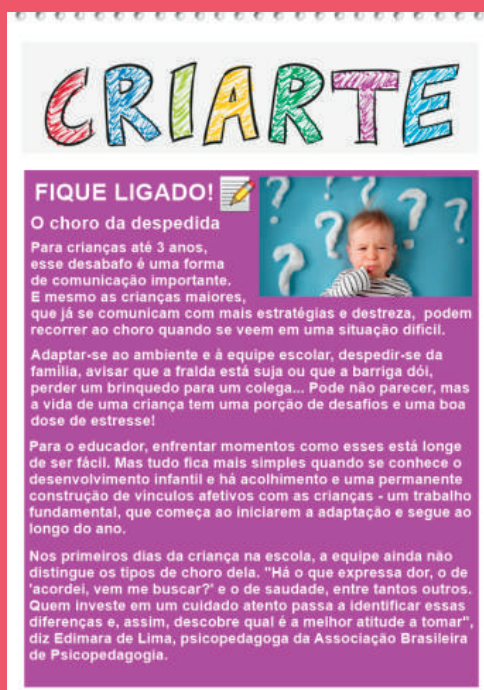 CRIARTE
FIQUE LIGADO!
O choro da despedida
Para crianças até 3 anos,
esse desabafo é uma forma
de comunicação importante.
E mesmo as crianças maiores,
que já se comunicam com mais estratégias e destreza, podem
recorrer ao choro quando se veem em uma situação difícil.
Adaptar-se ao ambiente e à equipe escolar, despedir-se da
família, avisar que a fralda está suja ou que a barriga dói,
perder um brinquedo para um colega... Pode não parecer, mas
a vida de uma criança tem uma porção de desafios e uma boa
dose de estresse!
Para o educador, enfrentar momentos como esses está longe
de ser fácil. Mas tudo fica mais simples quando se conhece o
desenvolvimento infantil e há acolhimento e uma permanente
construção de vínculos afetivos com as crianças - um trabalho
fundamental, que começa ao iniciarem a adaptação e segue ao
longo do ano.
Nos primeiros dias da criança na escola, a equipe ainda não
distingue os tipos de choro dela. "Há o que expressa dor, o de
'acordei, vem me buscar?' e o de saudade, entre tantos outros.
Quem investe em um cuidado atento passa a identificar essas
diferenças e, assim, descobre qual é a melhor atitude a tomar",
diz Edimara de Lima, psicopedagoga da Associação Brasileira
de Psicopedagogia.